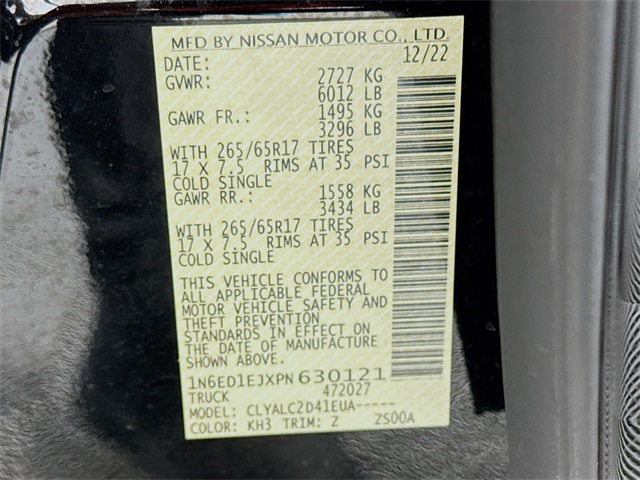 MFD BY NISSAN MOTOR CO., LTD.
DATE: 12/22
GVWR: 2727 KG
6012 LB
GAWR FR.: 1495 KG
3296 LB
WITH 265/65R17 TIRES
17 X 7.5 RIMS AT 35 PSI
COLD SINGLE
GAWR RR.: 1558 KG
3434 LB
WITH 265/65R17 TIRES
17 X 7.5 RIMS AT 35 PSI
COLD SINGLE
THIS VEHICLE CONFORMS TO
ALL APPLICABLE FEDERAL
MOTOR VEHICLE SAFETY AND
THEFT PREVENTION
STANDARDS IN EFFECT ON
THE DATE OF MANUFACTURE
SHOWN ABOVE.
1N6ED1EJXPN630121
TRUCK 472027
MODEL: CLYALC2D41EUA-----
COLOR: KH3 TRIM: Z ZS00A